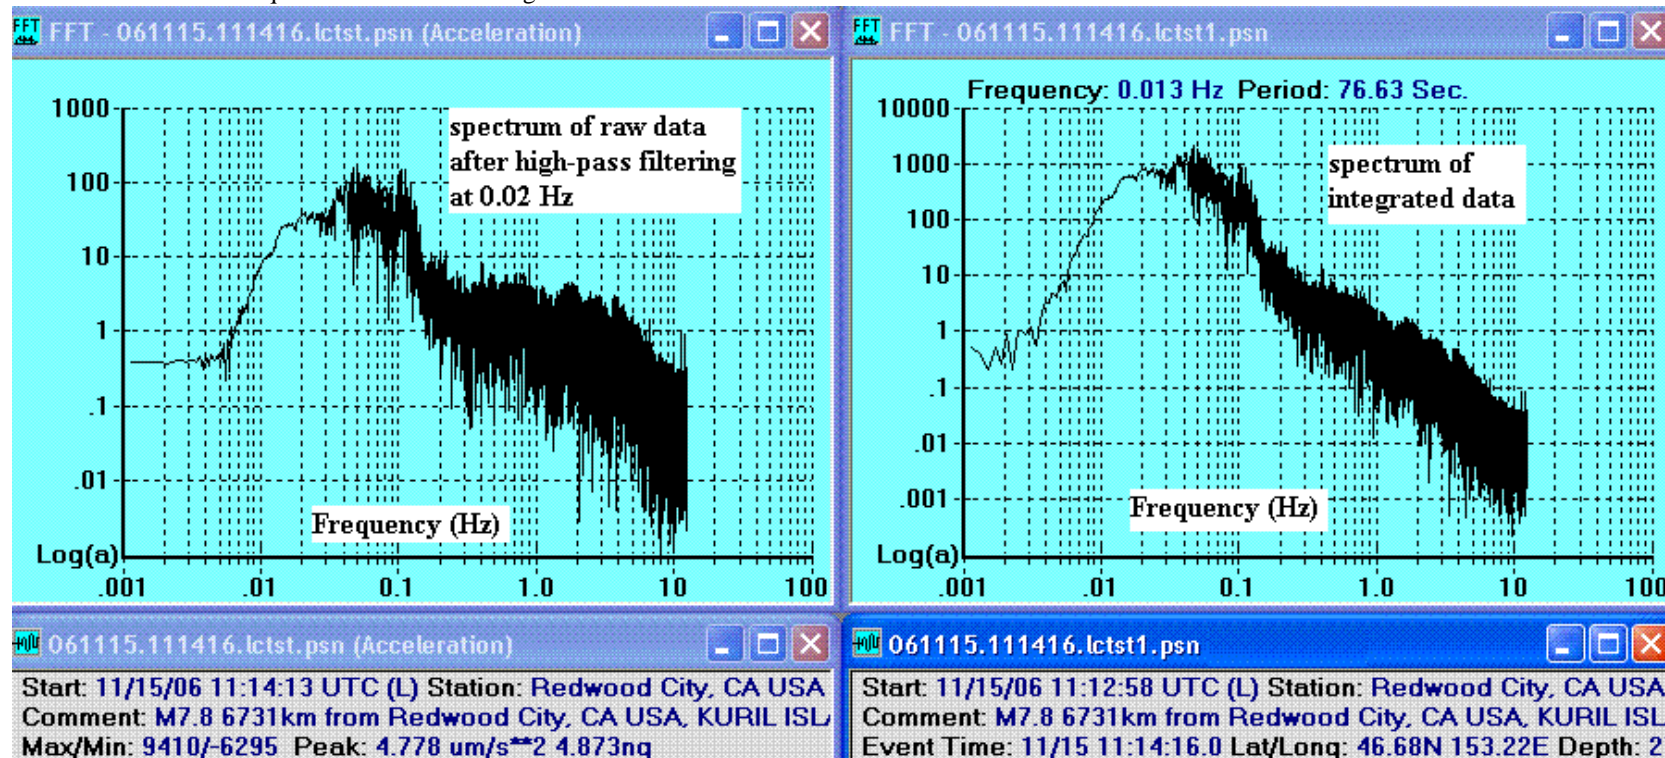 FFT - 061115.111416.lctst.psn (Acceleration)
1000
100
10
1
.1
.01
Log(a)
.001 .01 0.1 1.0 10 100
spectrum of raw data
after high-pass filtering
at 0.02 Hz
Frequency (Hz)
FFT - 061115.111416.lctst1.psn
Frequency: 0.013 Hz Period: 76.63 Sec.
10000
1000
100
10
1
.1
.01
.001
Log(a)
.001 .01 0.1 1.0 10 100
spectrum of
integrated data
Frequency (Hz)
061115.111416.lctst.psn (Acceleration)
Start: 11/15/06 11:14:13 UTC (L) Station: Redwood City, CA USA
Comment: M7.8 6731km from Redwood City, CA USA, KURIL ISL
Max/Min: 9410/-6295 Peak: 4.778 um/s**2 4.873ng
061115.111416.lctst1.psn
Start: 11/15/06 11:12:58 UTC (L) Station: Redwood City, CA USA
Comment: M7.8 6731km from Redwood City, CA USA, KURIL ISL
Event Time: 11/15 11:14:16.0 Lat/Long: 46.68N 153.22E Depth: 2